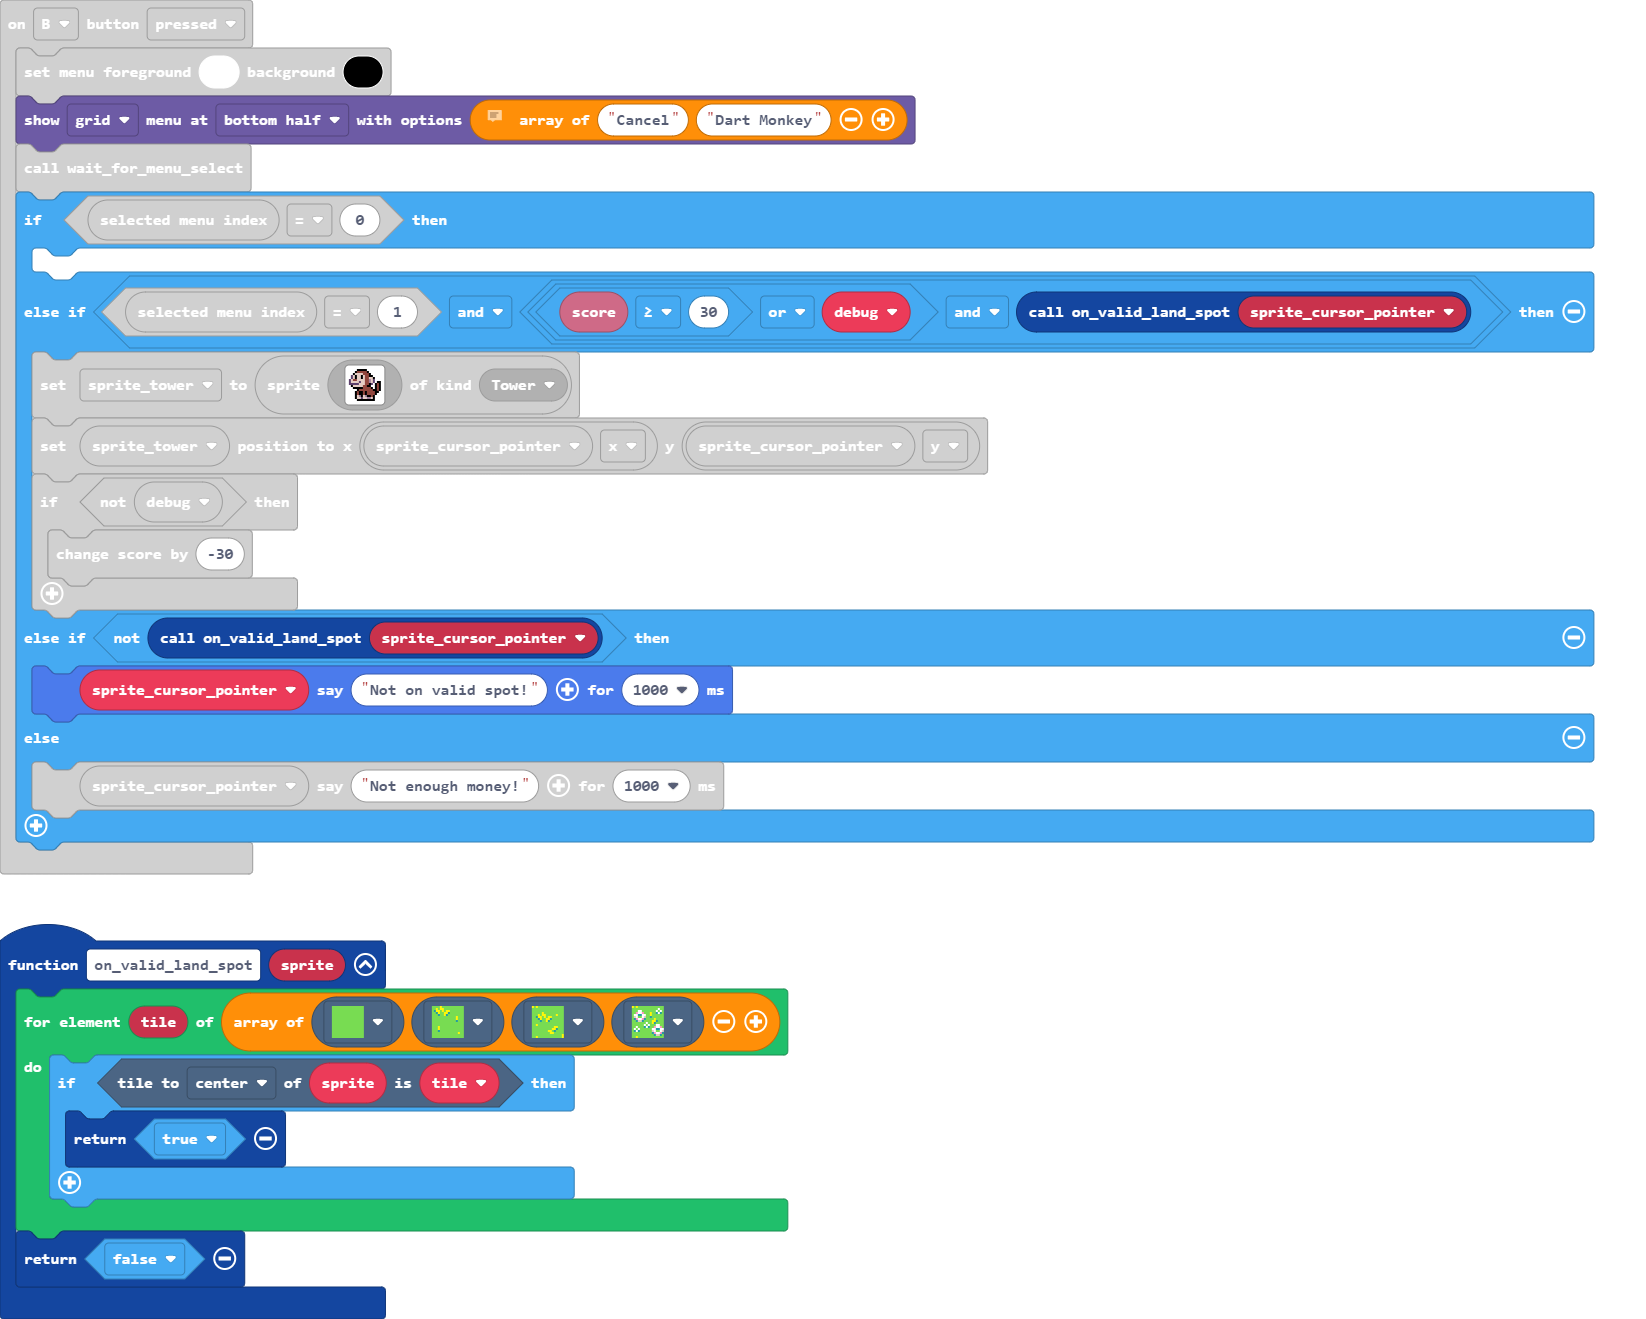 on B button pressed
set menu foreground background
show grid menu at bottom half with options array of "Cancel" "Dart Monkey"
call wait_for_menu_select
if selected menu index = 0 then
else if selected menu index = 1 and score ≥ 30 or debug and call on_valid_land_spot sprite_cursor_pointer then
set sprite_tower to sprite of kind Tower
set sprite_tower position to x sprite_cursor_pointer x y sprite_cursor_pointer y
if not debug then
change score by -30
else if not call on_valid_land_spot sprite_cursor_pointer then
sprite_cursor_pointer say "Not on valid spot!" for 1000 ms
else
sprite_cursor_pointer say "Not enough money!" for 1000 ms
function on_valid_land_spot sprite
for element tile of array of
do
if tile to center of sprite is tile then
return true
return false